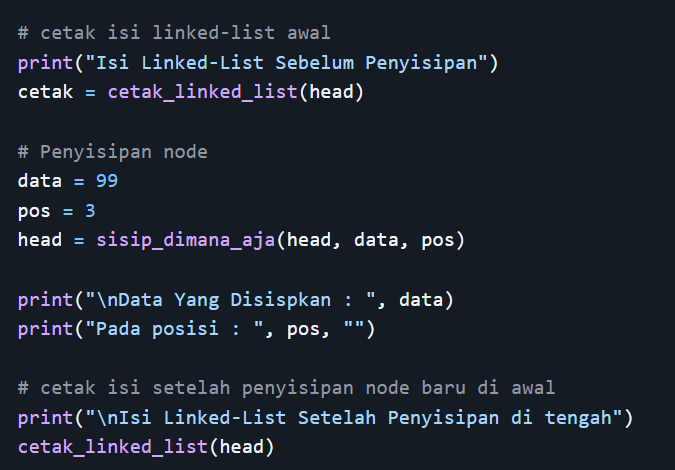 # cetak isi linked-list awal
print("Isi Linked-List Sebelum Penyisipan")
cetak = cetak_linked_list(head)
# Penyisipan node
data = 99
pos = 3
head = sisip_dimana_aja(head, data, pos)
print("\nData Yang Disispkan : ", data)
print("Pada posisi : ", pos, "")
# cetak isi setelah penyisipan node baru di awal
print("\nIsi Linked-List Setelah Penyisipan di tengah")
cetak_linked_list(head)